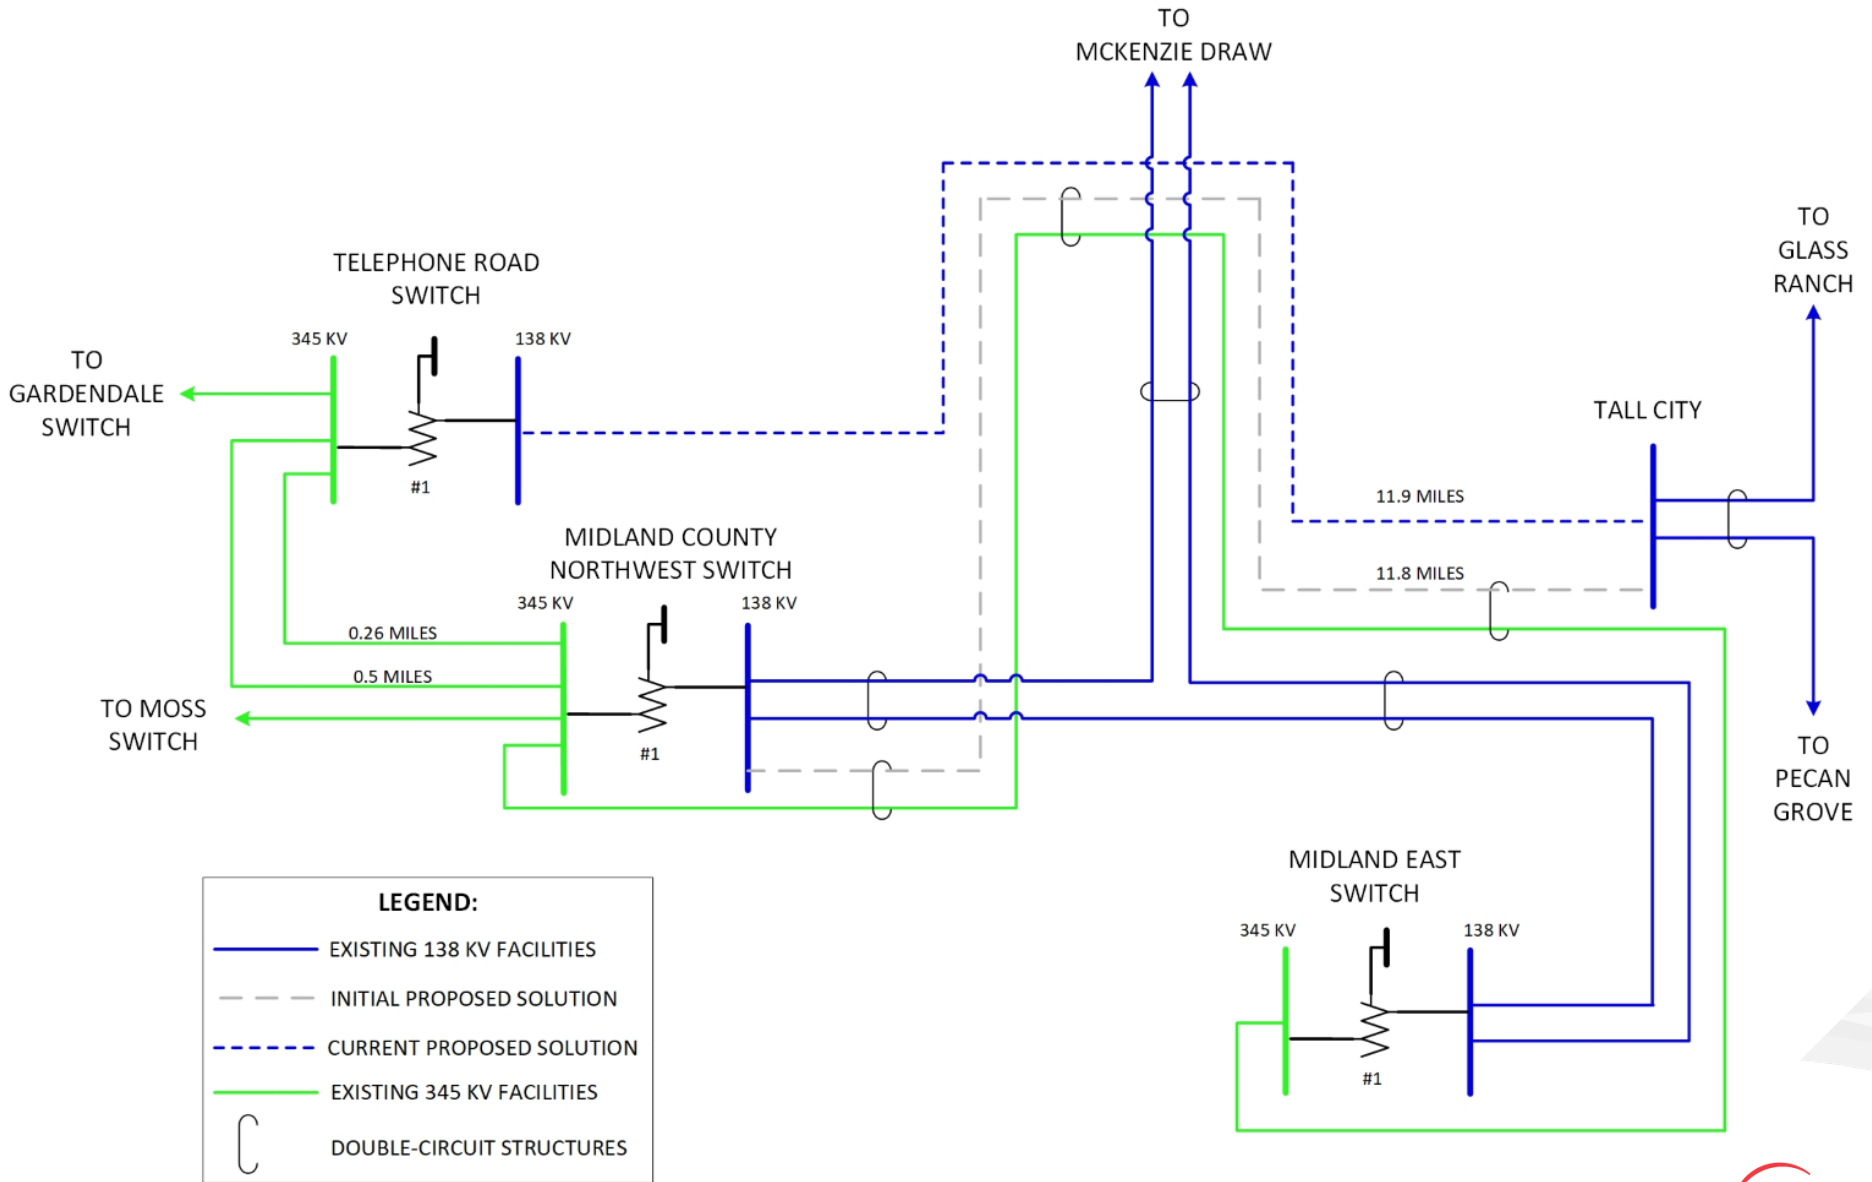 TO
MCKENZIE DRAW
TO
GLASS
RANCH
TELEPHONE ROAD
SWITCH
345 KV
138 KV
TO
GARDENDALE
SWITCH
#1
TALL CITY
11.9 MILES
11.8 MILES
MIDLAND COUNTY
NORTHWEST SWITCH
345 KV
138 KV
0.26 MILES
0.5 MILES
TO MOSS
SWITCH
#1
TO
PECAN
GROVE
MIDLAND EAST
SWITCH
345 KV
138 KV
#1
LEGEND:
EXISTING 138 KV FACILITIES
INITIAL PROPOSED SOLUTION
CURRENT PROPOSED SOLUTION
EXISTING 345 KV FACILITIES
DOUBLE-CIRCUIT STRUCTURES